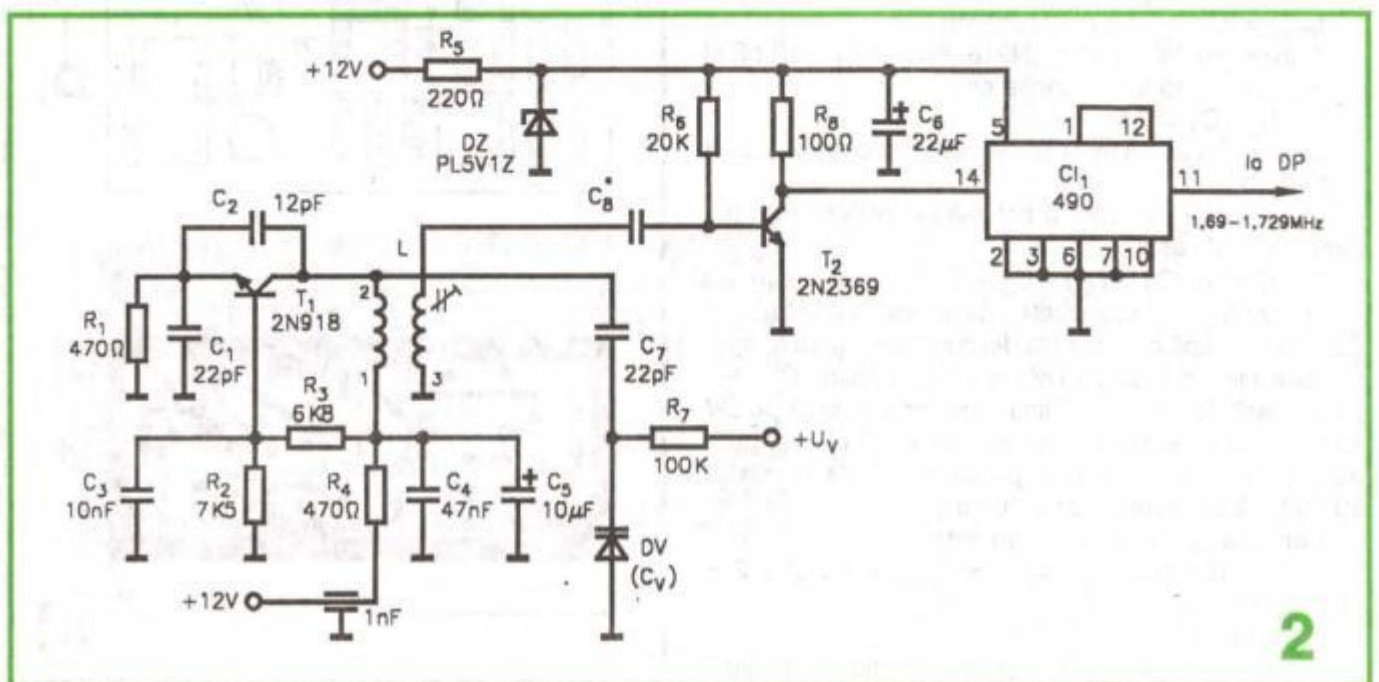 R5
+12V
220Ω
DZ
PL5V1Z
R6
20K
R8
100Ω
C6
22μF
+
5
1
12
14
CI1
490
11
la DP
1,69-1,729MHz
2
3
6
7
10
C2
12pF
C8*
L
T2
2N2369
T1
2N918
2
R1
470Ω
C1
22pF
C7
22pF
1
3
R3
6K8
R7
100K
+UV
C3
10nF
R2
7K5
R4
470Ω
C4
47nF
+
C5
10μF
DV
(CV)
+12V
1nF
2